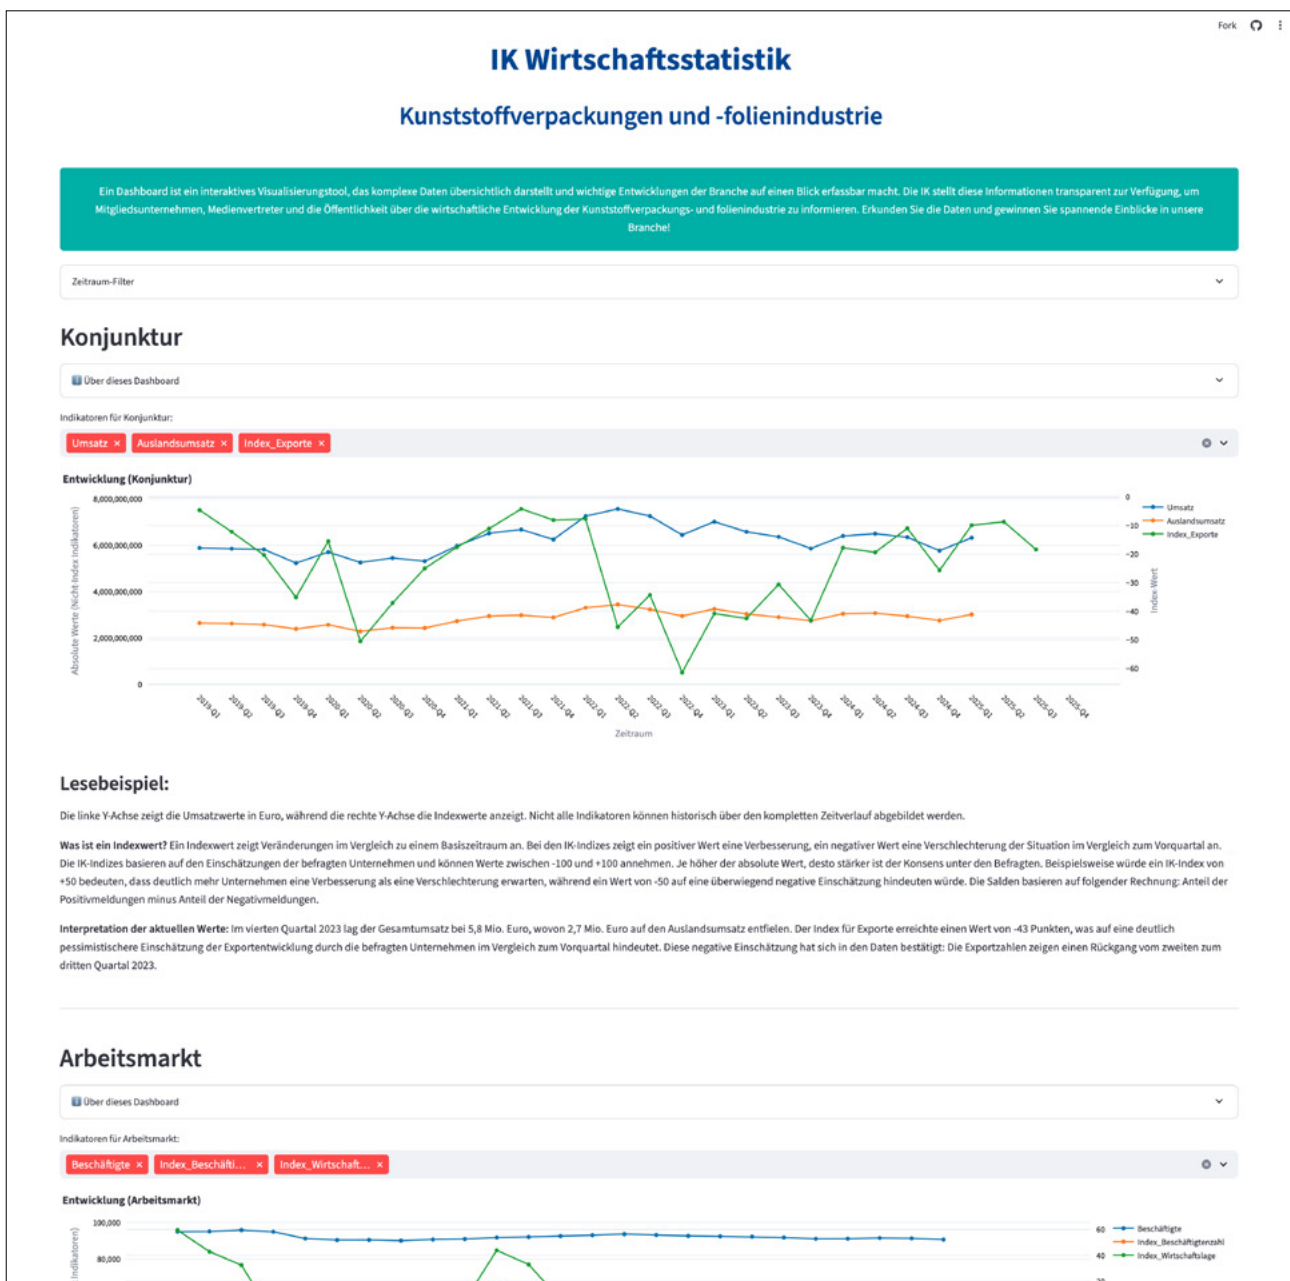 Fork
IK Wirtschaftsstatistik
Kunststoffverpackungen und -folienindustrie
Ein Dashboard ist ein interaktives Visualisierungstool, das komplexe Daten übersichtlich darstellt und wichtige Entwicklungen der Branche auf einen Blick erfassbar macht. Die IK stellt diese Informationen transparent zur Verfügung, um
Mitgliedsunternehmen, Medienvertreter und die Öffentlichkeit über die wirtschaftliche Entwicklung der Kunststoffverpackungs- und folienindustrie zu informieren. Erkunden Sie die Daten und gewinnen Sie spannende Einblicke in unsere
Branche!
Zeitraum-Filter
Konjunktur
Über dieses Dashboard
Indikatoren für Konjunktur:
Umsatz × Auslandsumsatz × Index_Exporte ×
Entwicklung (Konjunktur)
Absolute Werte (Nicht-Index Indikatoren)
8,000,000,000
6,000,000,000
4,000,000,000
2,000,000,000
0
0
−10
−20
−30
−40
−50
−60
Index-Wert
Umsatz
Auslandsumsatz
Index_Exporte
2019-Q1 2019-Q2 2019-Q3 2019-Q4 2020-Q1 2020-Q2 2020-Q3 2020-Q4 2021-Q1 2021-Q2 2021-Q3 2021-Q4 2022-Q1 2022-Q2 2022-Q3 2022-Q4 2023-Q1 2023-Q2 2023-Q3 2023-Q4 2024-Q1 2024-Q2 2024-Q3 2024-Q4 2025-Q1 2025-Q2 2025-Q3 2025-Q4
Zeitraum
Lesebeispiel:
Die linke Y-Achse zeigt die Umsatzwerte in Euro, während die rechte Y-Achse die Indexwerte anzeigt. Nicht alle Indikatoren können historisch über den kompletten Zeitverlauf abgebildet werden.
Was ist ein Indexwert? Ein Indexwert zeigt Veränderungen im Vergleich zu einem Basiszeitraum an. Bei den IK-Indizes zeigt ein positiver Wert eine Verbesserung, ein negativer Wert eine Verschlechterung der Situation im Vergleich zum Vorquartal an.
Die IK-Indizes basieren auf den Einschätzungen der befragten Unternehmen und können Werte zwischen -100 und +100 annehmen. Je höher der absolute Wert, desto stärker ist der Konsens unter den Befragten. Beispielsweise würde ein IK-Index von
+50 bedeuten, dass deutlich mehr Unternehmen eine Verbesserung als eine Verschlechterung erwarten, während ein Wert von -50 auf eine überwiegend negative Einschätzung hindeuten würde. Die Salden basieren auf folgender Rechnung: Anteil der
Positivmeldungen minus Anteil der Negativmeldungen.
Interpretation der aktuellen Werte: Im vierten Quartal 2023 lag der Gesamtumsatz bei 5,8 Mio. Euro, wovon 2,7 Mio. Euro auf den Auslandsumsatz entfielen. Der Index für Exporte erreichte einen Wert von -43 Punkten, was auf eine deutlich
pessimistischere Einschätzung der Exportentwicklung durch die befragten Unternehmen im Vergleich zum Vorquartal hindeutet. Diese negative Einschätzung hat sich in den Daten bestätigt: Die Exportzahlen zeigen einen Rückgang vom zweiten zum
dritten Quartal 2023.
Arbeitsmarkt
Über dieses Dashboard
Indikatoren für Arbeitsmarkt:
Beschäftigte × Index_Beschäfti... × Index_Wirtschaft... ×
Entwicklung (Arbeitsmarkt)
Indikatoren)
100,000
80,000
60
40
Beschäftigte
Index_Beschäftigtenzahl
Index_Wirtschaftslage